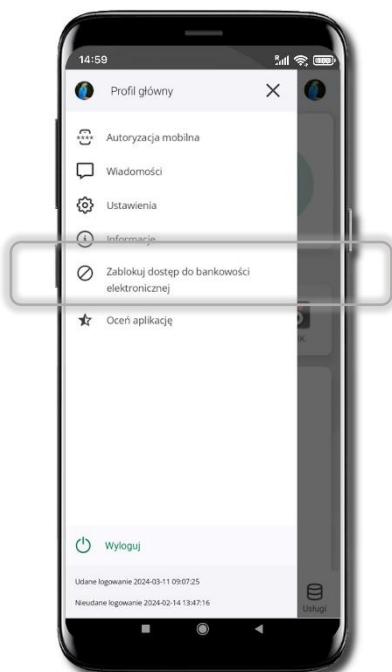 14:59
Profil główny
Autoryzacja mobilna
Wiadomości
Ustawienia
Informacje
Zablokuj dostęp do bankowości
elektronicznej
Oceń aplikację
IK
Wyloguj
Udane logowanie 2024-03-11 09:07:25
Nieudane logowanie 2024-02-14 13:47:16
Usługi